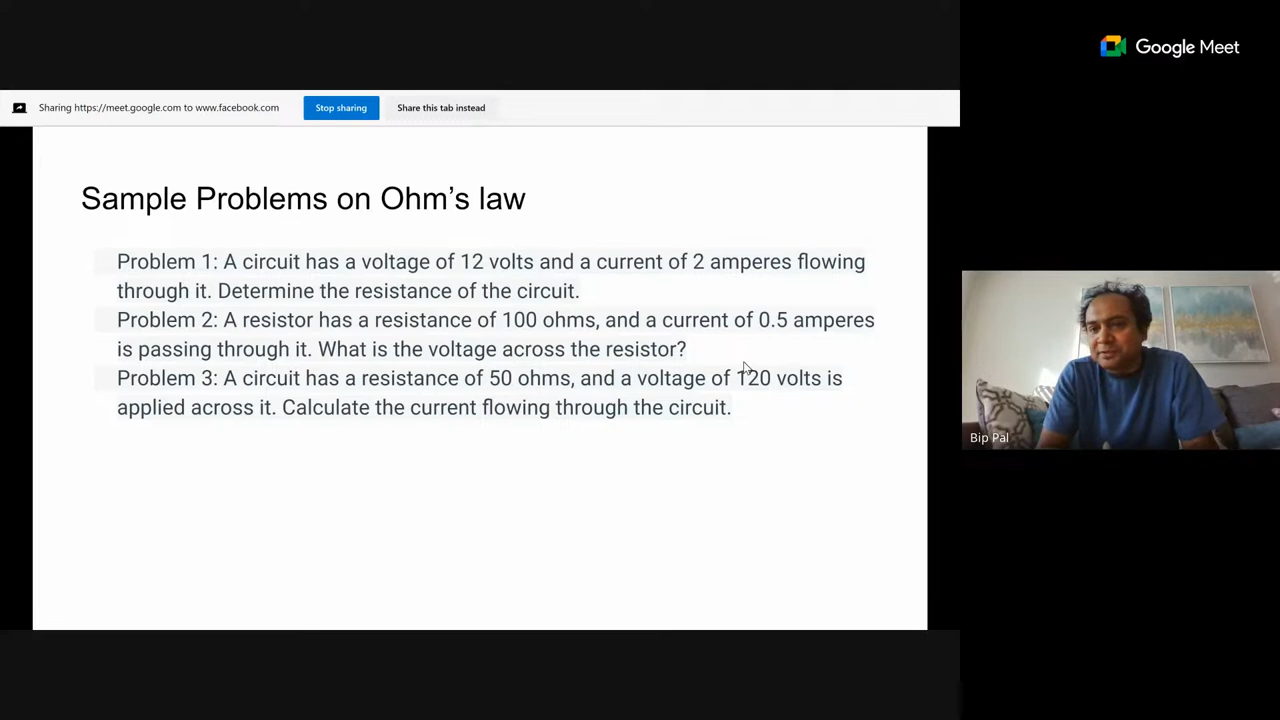 Google Meet
Sharing https://meet.google.com to www.facebook.com
Stop sharing
Share this tab instead
Sample Problems on Ohm’s law
Problem 1: A circuit has a voltage of 12 volts and a current of 2 amperes flowing
through it. Determine the resistance of the circuit.
Problem 2: A resistor has a resistance of 100 ohms, and a current of 0.5 amperes
is passing through it. What is the voltage across the resistor?
Problem 3: A circuit has a resistance of 50 ohms, and a voltage of 120 volts is
applied across it. Calculate the current flowing through the circuit.
Bip Pal